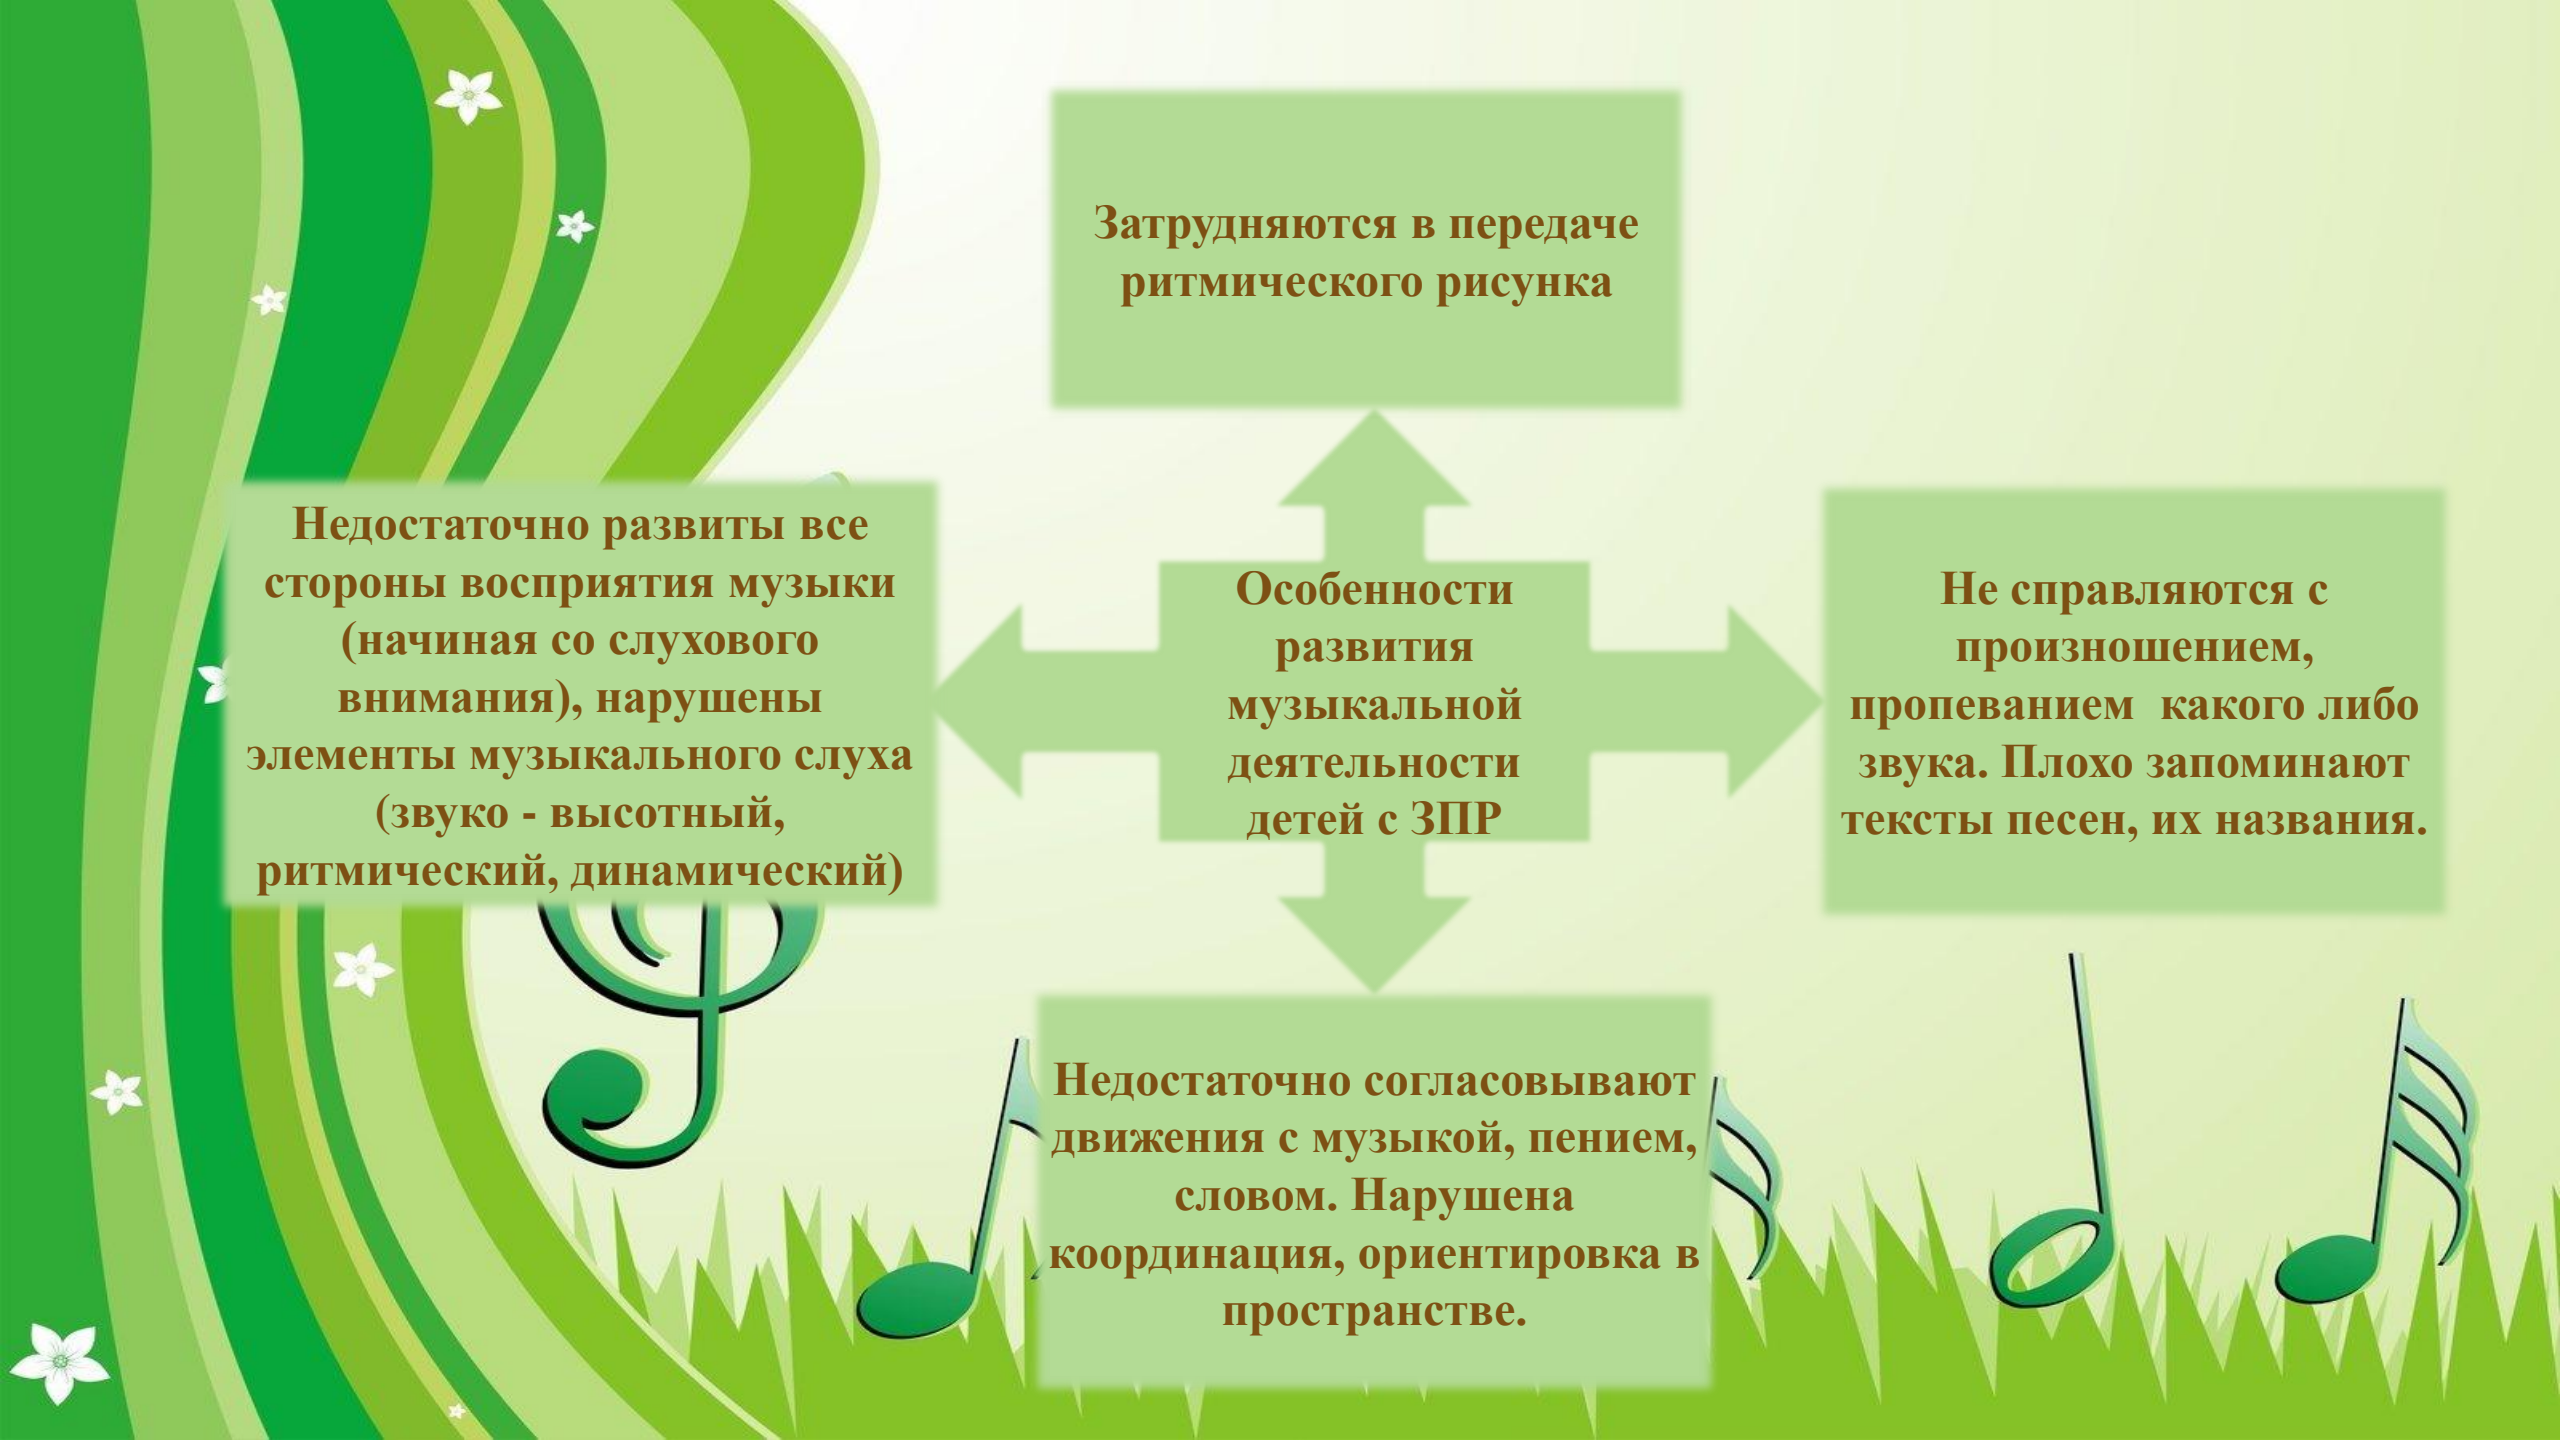 Затрудняются в передаче
ритмического рисунка
Недостаточно развиты все
стороны восприятия музыки
(начиная со слухового
внимания), нарушены
элементы музыкального слуха
(звуко - высотный,
ритмический, динамический)
Особенности
развития
музыкальной
деятельности
детей с ЗПР
Не справляются с
произношением,
пропеванием  какого либо
звука. Плохо запоминают
тексты песен, их названия.
Недостаточно согласовывают
движения с музыкой, пением,
словом. Нарушена
координация, ориентировка в
пространстве.